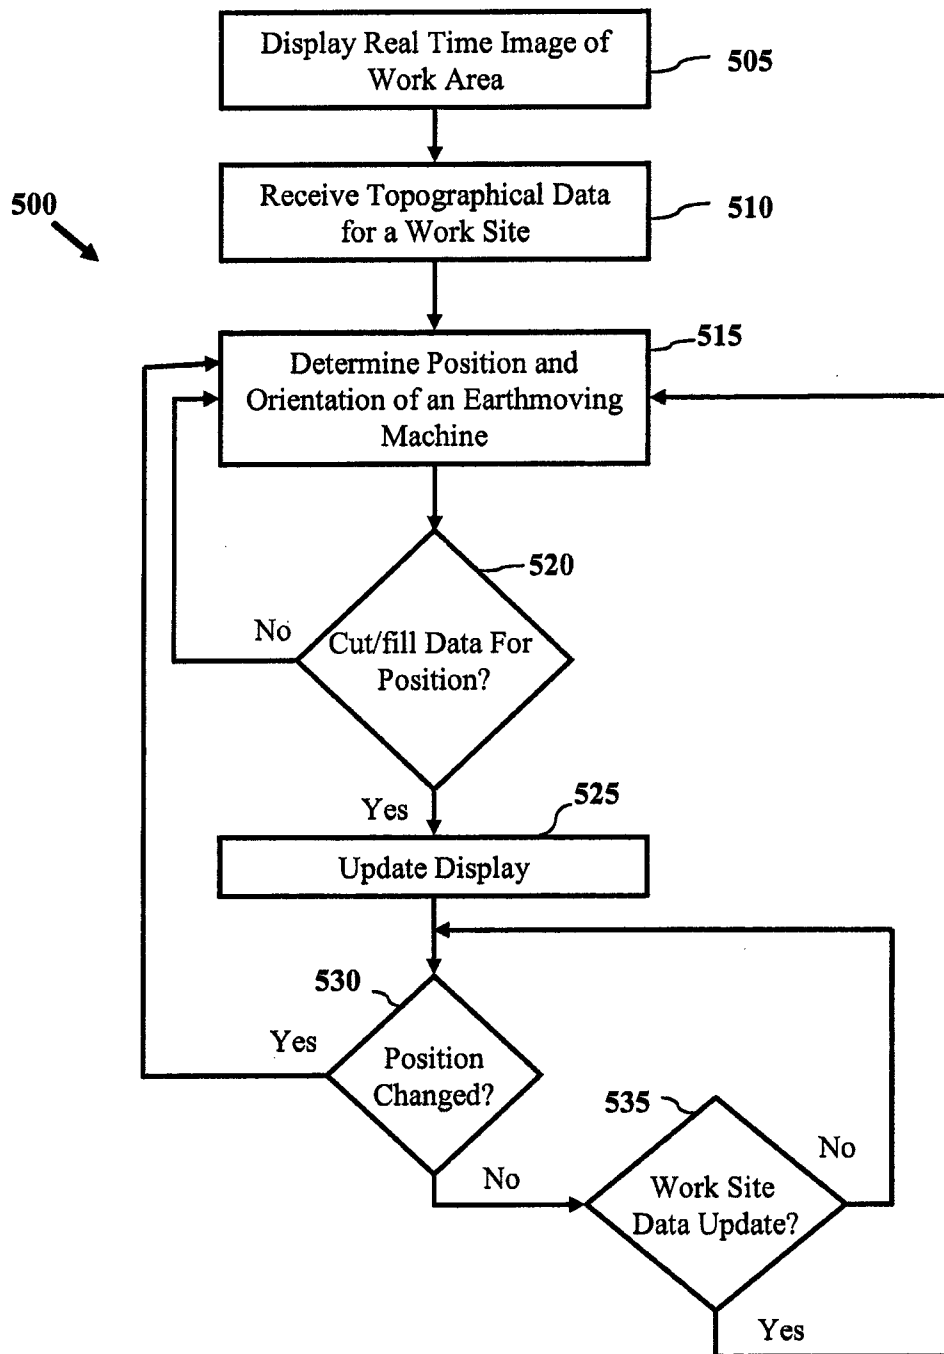 Display Real Time Image of
Work Area
505
500
Receive Topographical Data
for a Work Site
510
515
Determine Position and
Orientation of an Earthmoving
Machine
520
No
Cut/fill Data For
Position?
Yes
525
Update Display
530
Yes
Position
Changed?
535
No
No
Work Site
Data Update?
Yes